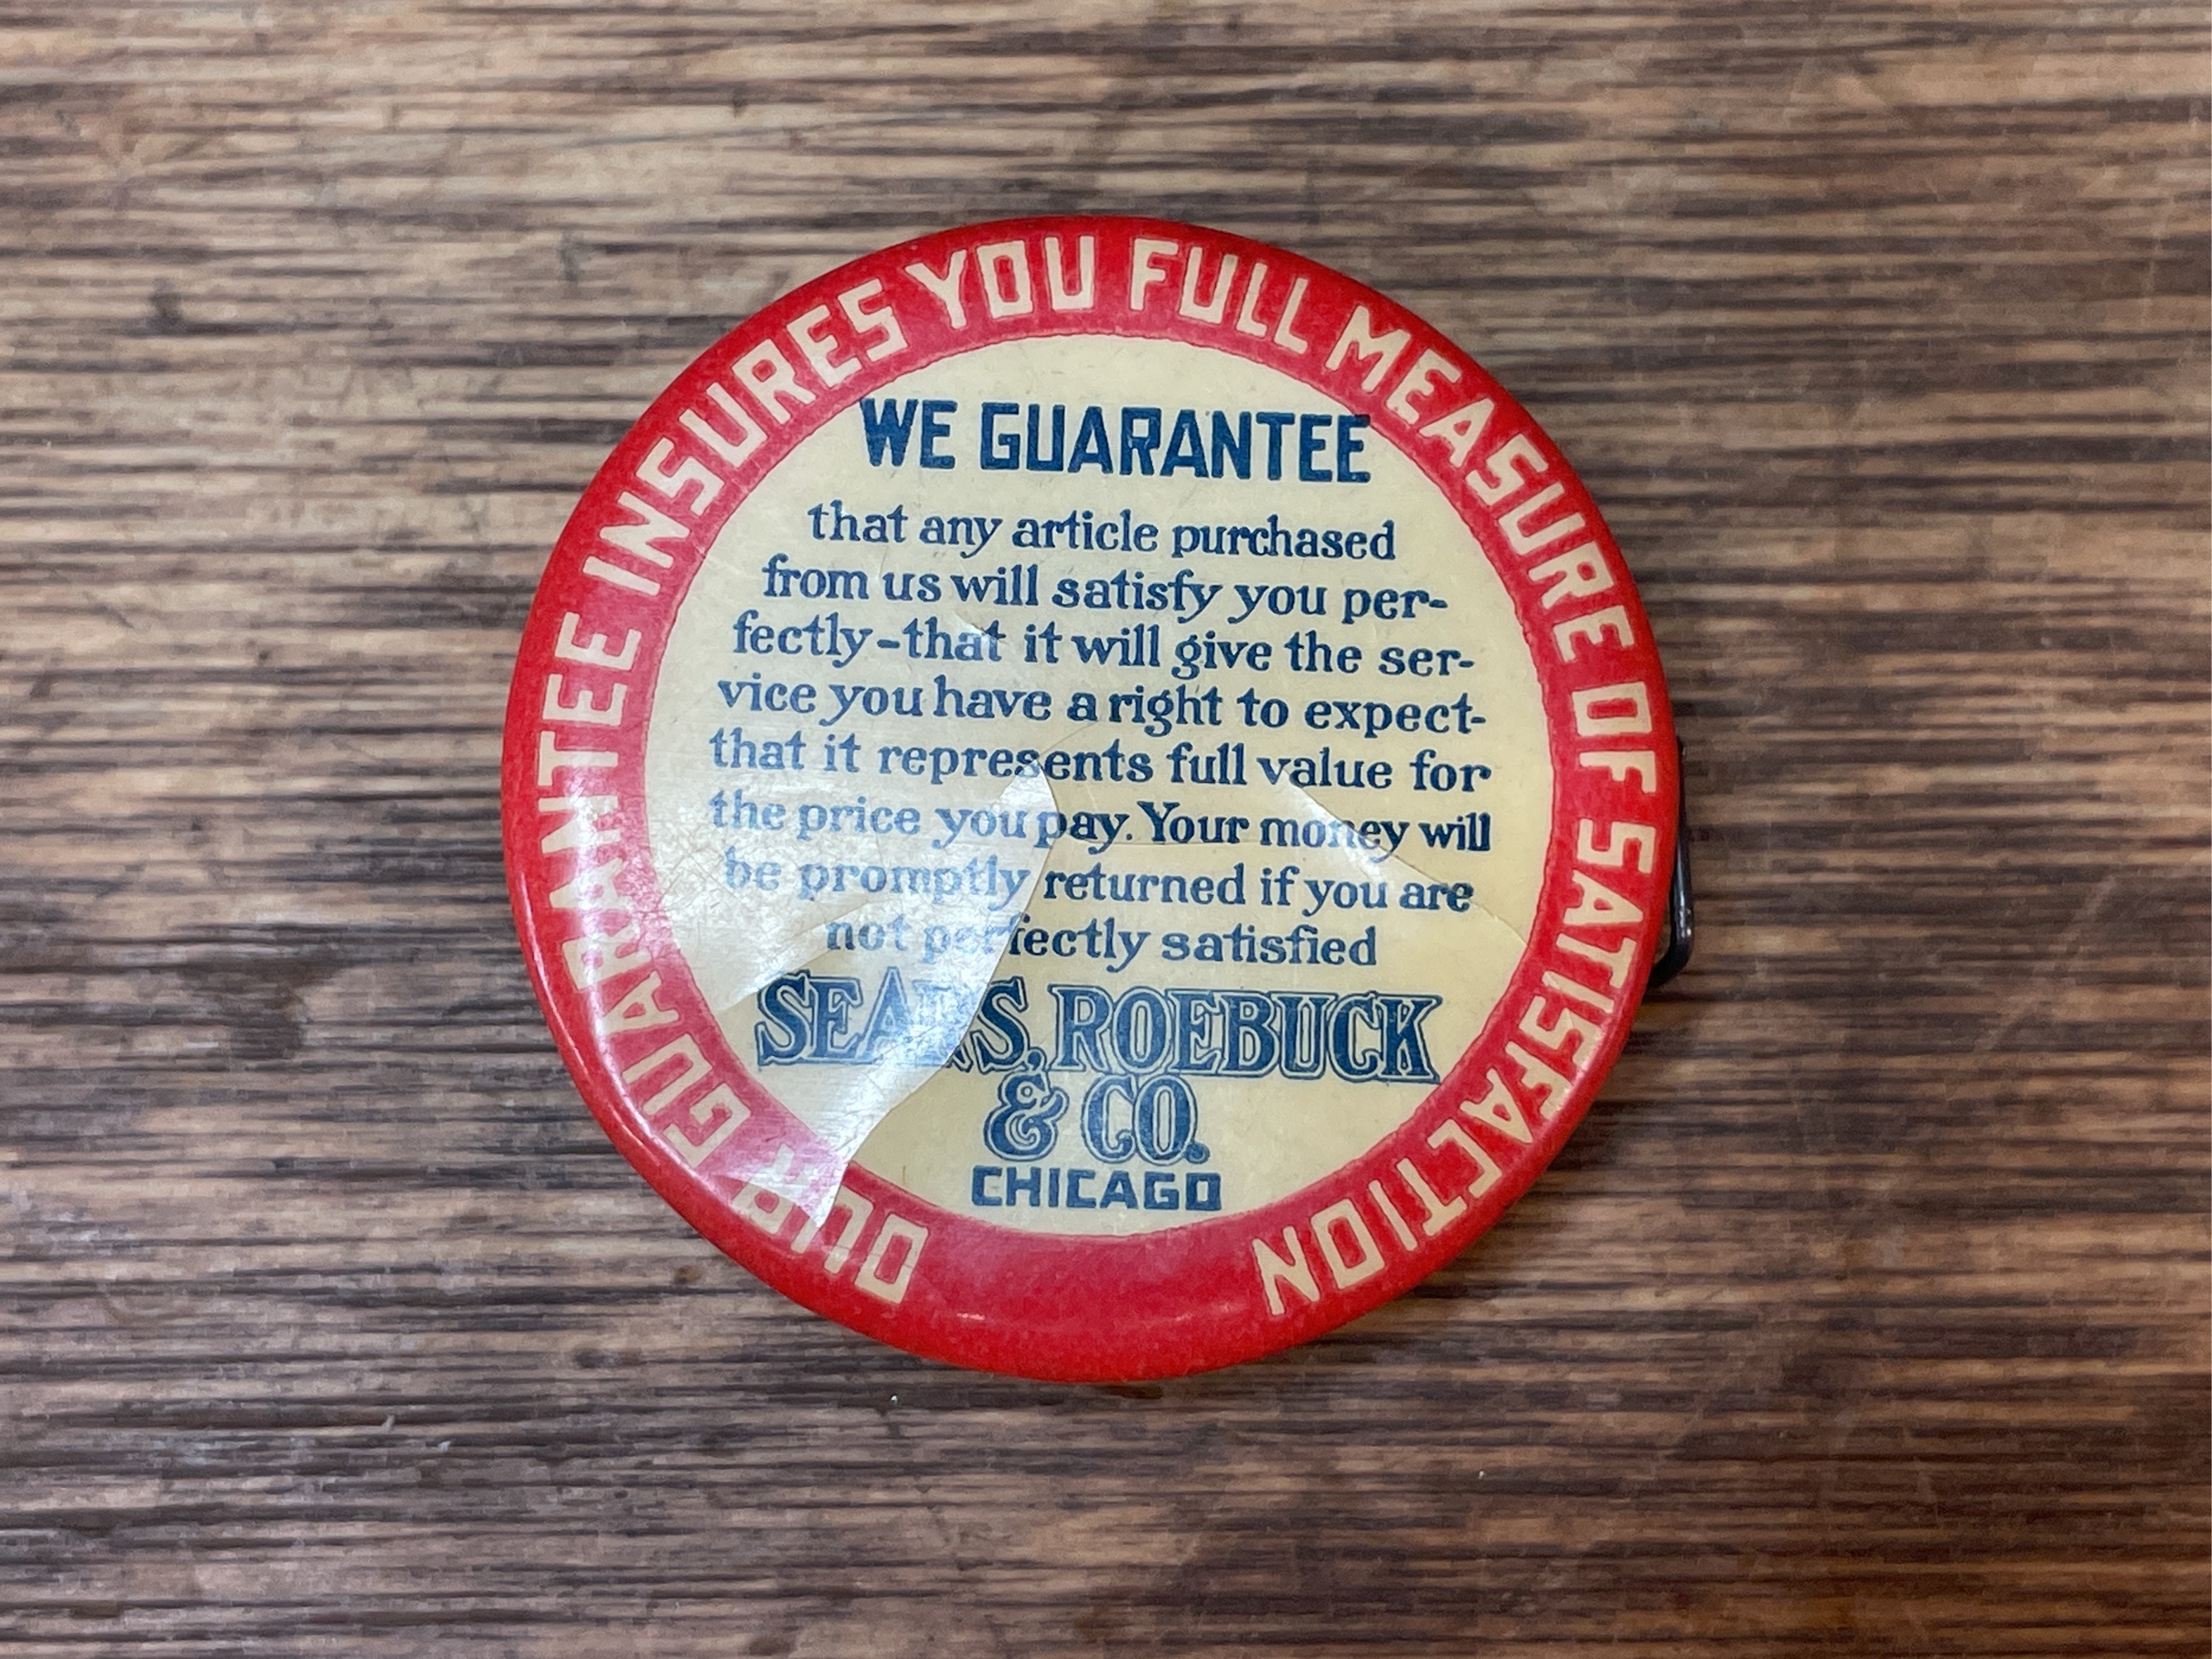 OUR GUARANTEE INSURES YOU FULL MEASURE OF SATISFACTION
WE GUARANTEE
that any article purchased
from us will satisfy you per-
fectly-that it will give the ser-
vice you have a right to expect-
that it represents full value for
the price you pay. Your money will
be promptly returned if you are
not perfectly satisfied
SEARS, ROEBUCK
& CO.
CHICAGO